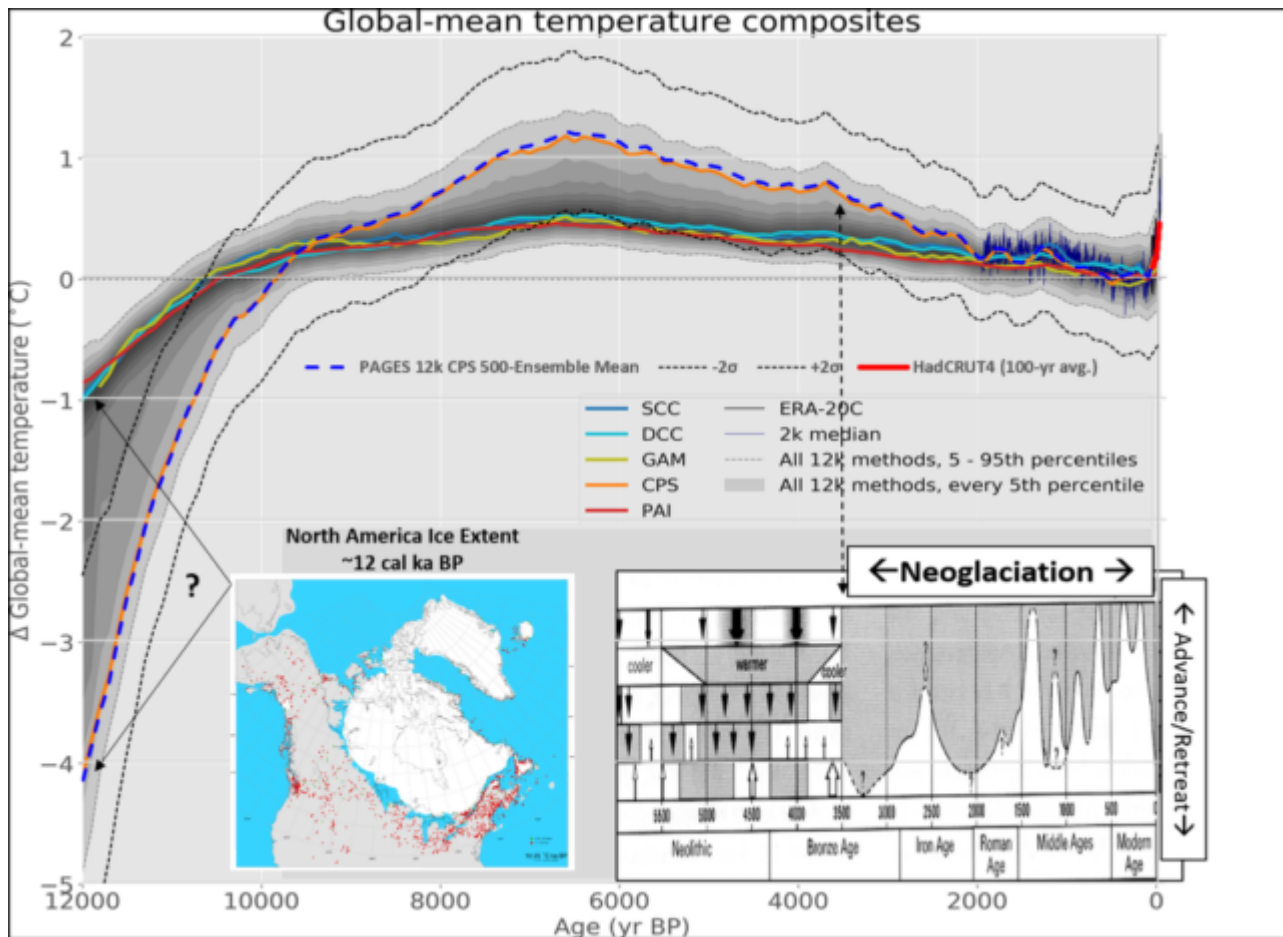 Global-mean temperature composites
Δ Global-mean temperature (°C)
2
1
0
−1
−2
−3
−4
−5
PAGES 12k CPS 500-Ensemble Mean -2σ +2σ HadCRUT4 (100-yr avg.)
SCC ERA-20C
DCC 2k median
GAM All 12k methods, 5 - 95th percentiles
CPS All 12k methods, every 5th percentile
PAI
North America Ice Extent
~12 cal ka BP
?
←Neoglaciation →
← Advance/Retreat→
cooler warmer cooler
? ? ? ? ? ?
5500 5000 4500 4000 3500 3000 2500 2000 1500 1000 500 0
Neolithic Bronze Age Iron Age Roman Age Middle Ages Modern Age
12000 10000 8000 6000 4000 2000 0
Age (yr BP)